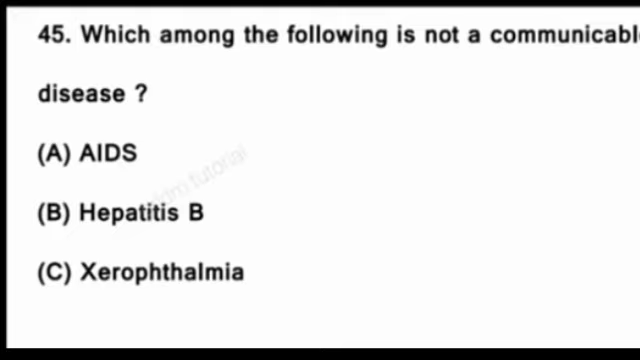 45. Which among the following is not a communicabl
disease ?
(A) AIDS
(B) Hepatitis B
(C) Xerophthalmia